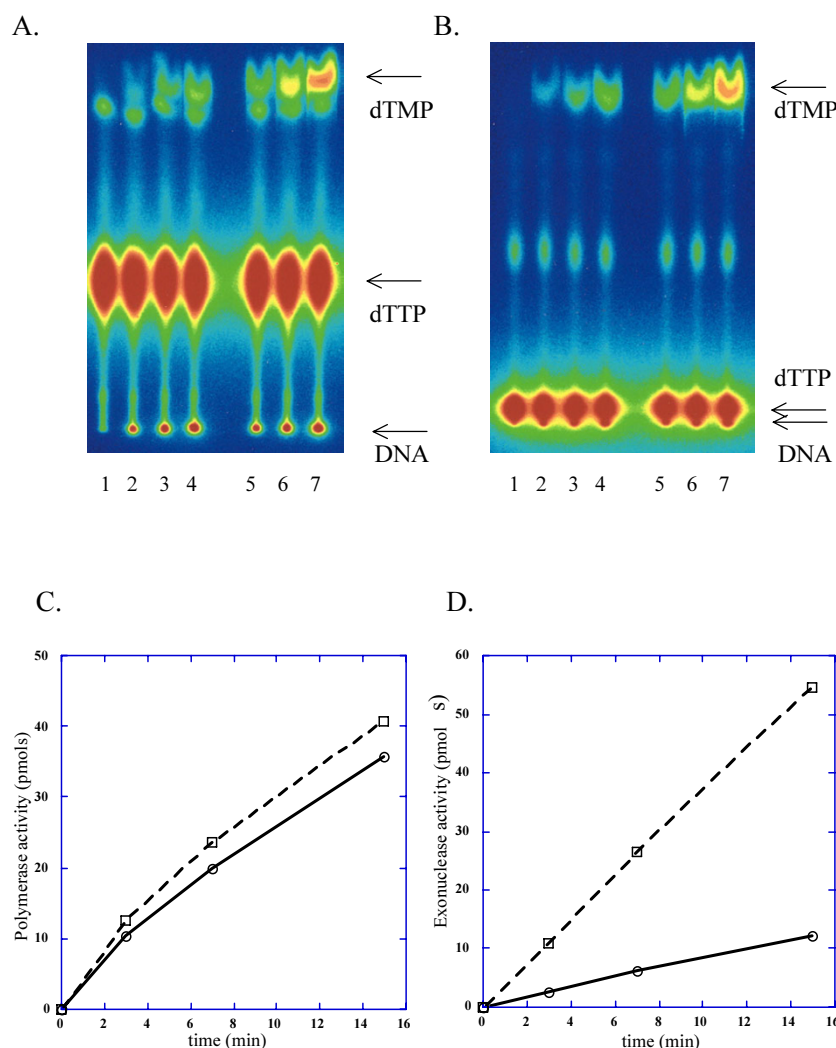 A.
dTMP
dTTP
DNA
1 2 3 4 5 6 7
B.
dTMP
dTTP
DNA
1 2 3 4 5 6 7
C.
50
40
30
20
10
0
Polymerase activity (pmols)
0 2 4 6 8 10 12 14 16
time (min)
D.
60
50
40
30
20
10
0
Exonuclease activity (pmol s)
0 2 4 6 8 10 12 14 16
time (min)